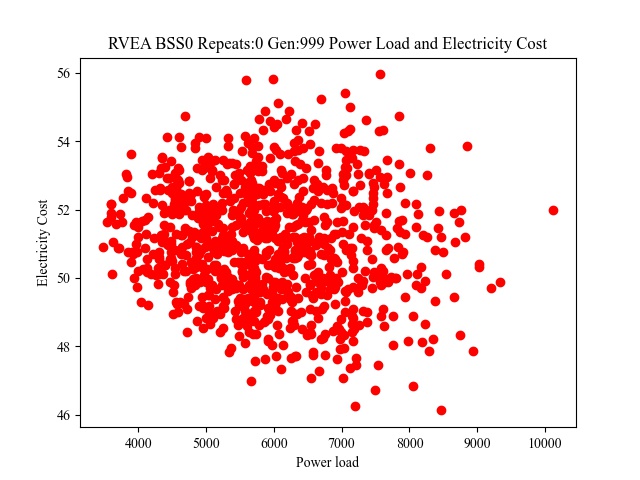 RVEA BSS0 Repeats:0 Gen:999 Power Load and Electricity Cost
56
54
52
50
48
46
Electricity Cost
4000 5000 6000 7000 8000 9000 10000
Power load